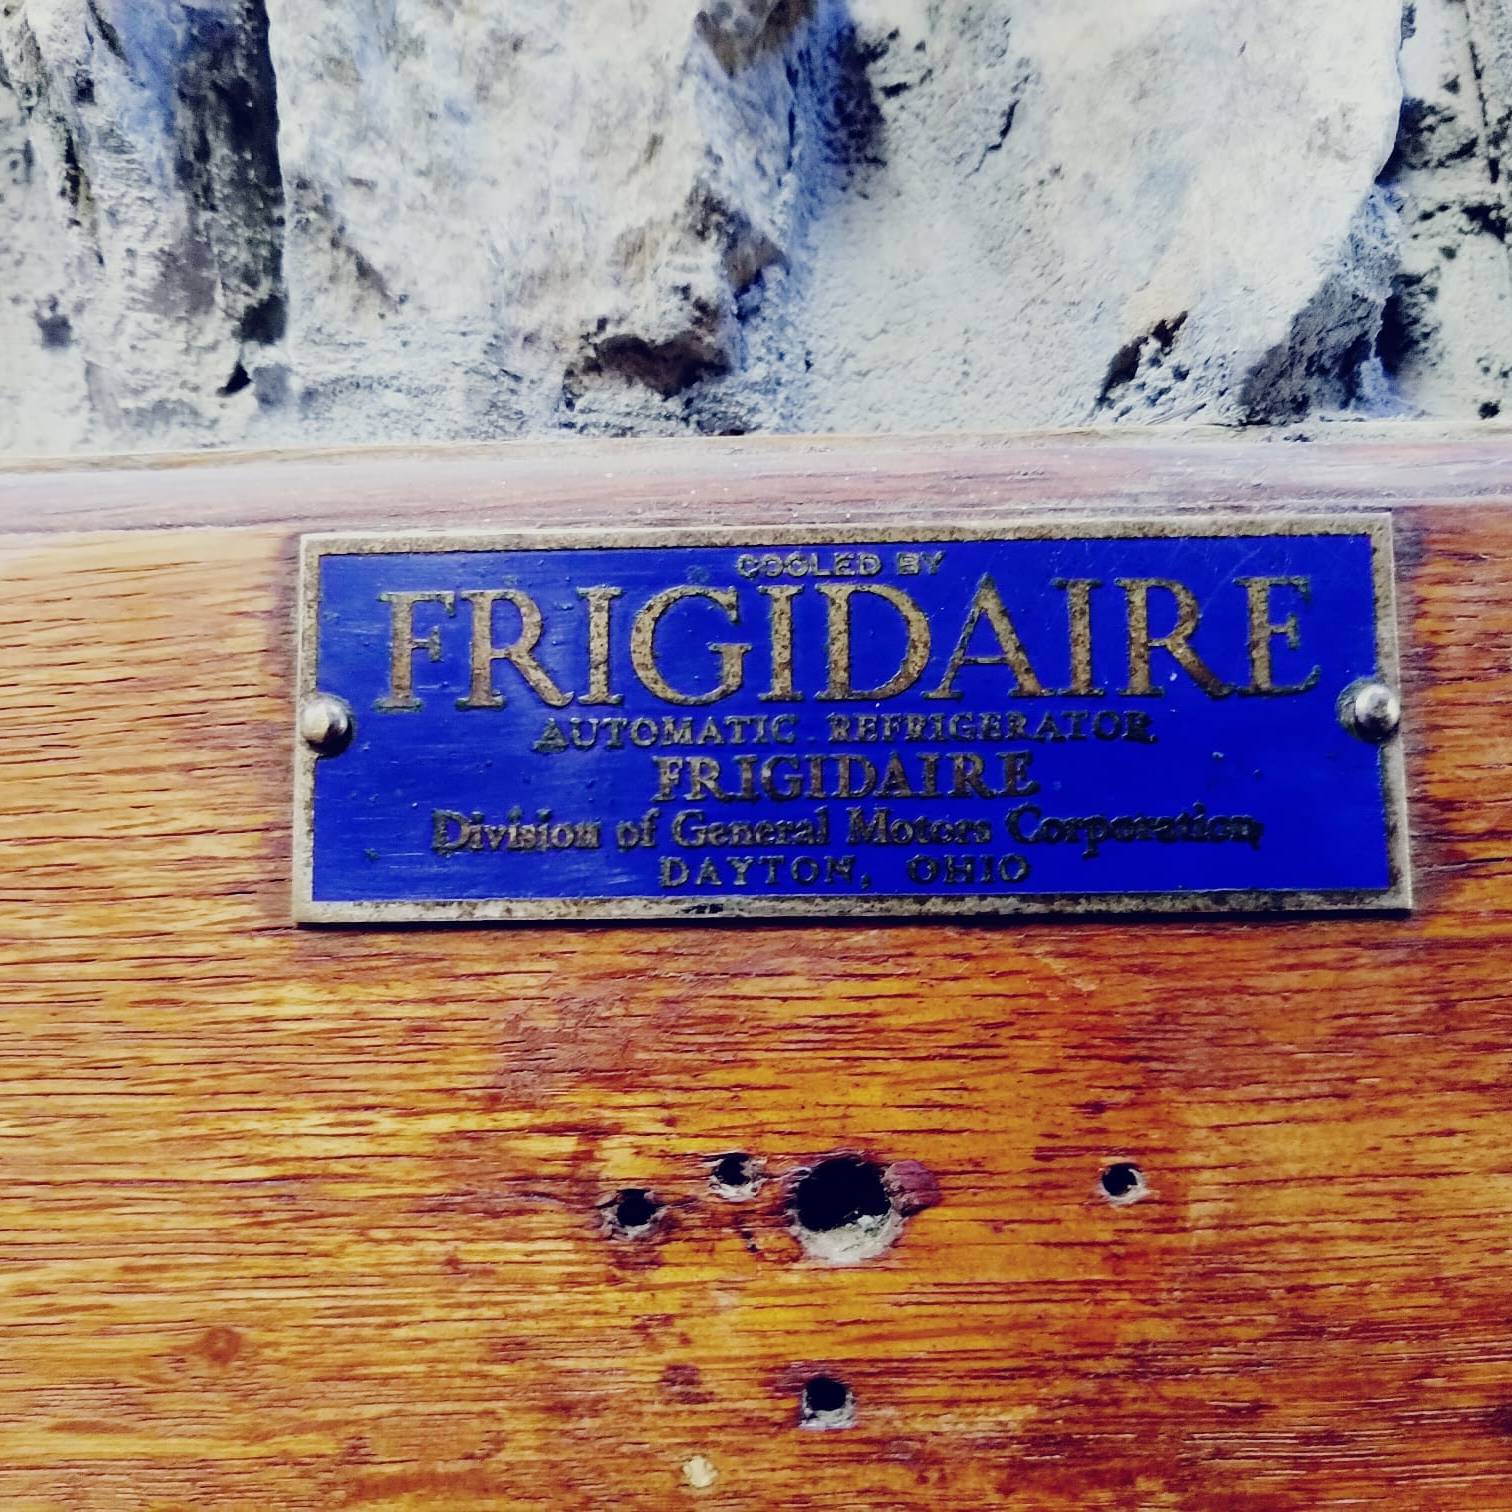 COOLED BY
FRIGIDAIRE
AUTOMATIC REFRIGERATOR
FRIGIDAIRE
Division of General Motors Corporation
DAYTON, OHIO